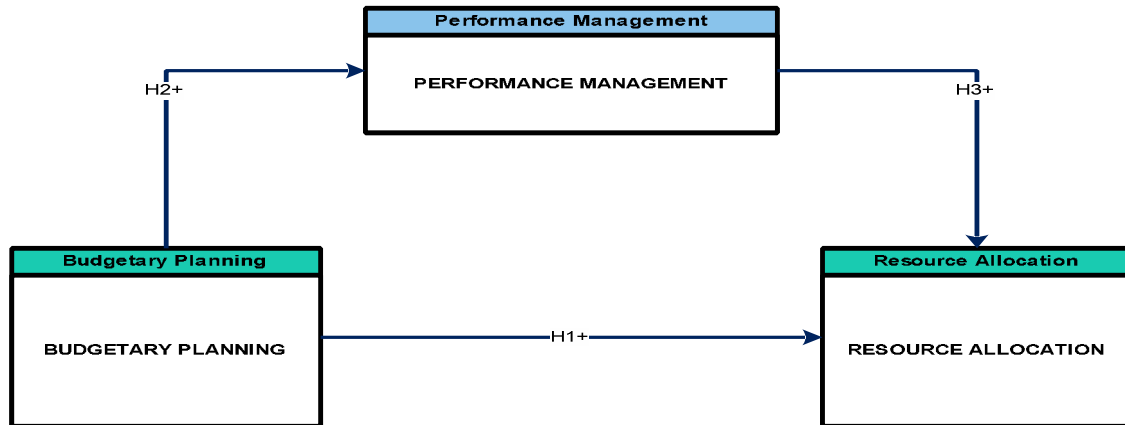 Performance Management
PERFORMANCE MANAGEMENT
H2+
H3+
Budgetary Planning
BUDGETARY PLANNING
H1+
Resource Allocation
RESOURCE ALLOCATION